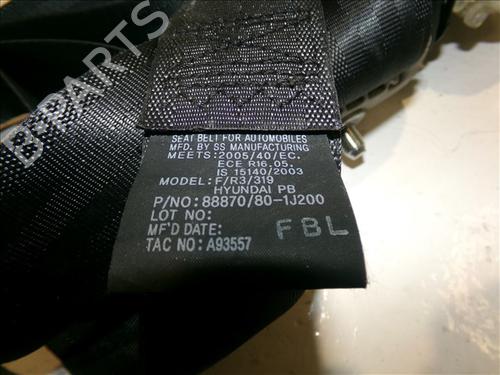 B-PARTS
SEAT BELT FOR AUTOMOBILES
MFD. BY SS MANUFACTURING
MEETS:2005/40/EC.
ECE R16.05.
IS 15140/2003
MODEL: F/R3/319
HYUNDAI PB
P/NO: 88870/80-1J200
LOT NO:
MF'D DATE:
TAC NO: A93557
FBL